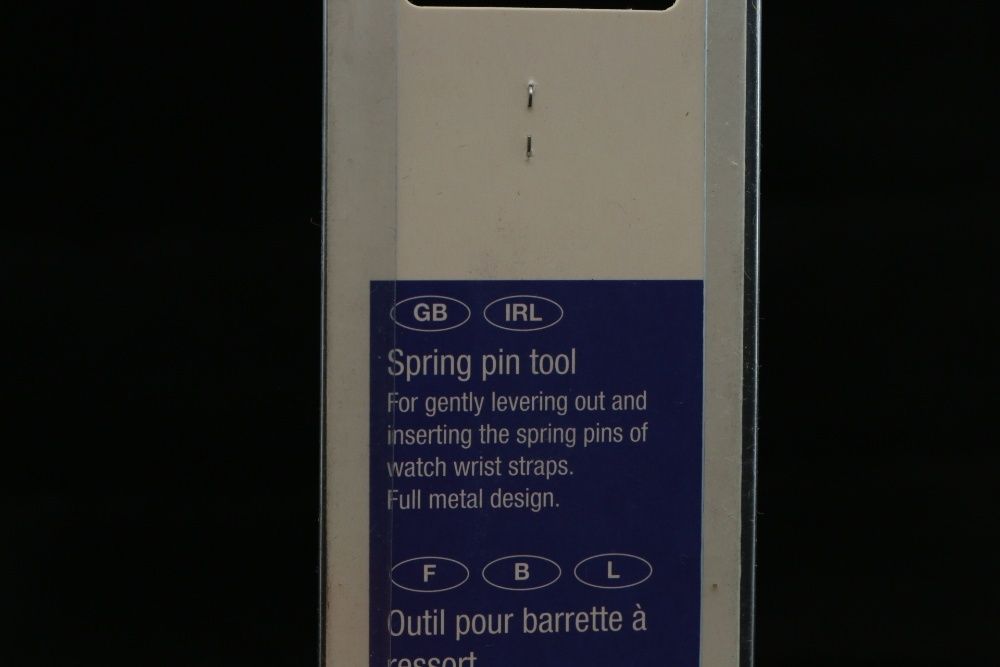 GB IRL
Spring pin tool
For gently levering out and
inserting the spring pins of
watch wrist straps.
Full metal design.
F B L
Outil pour barrette à
ressort